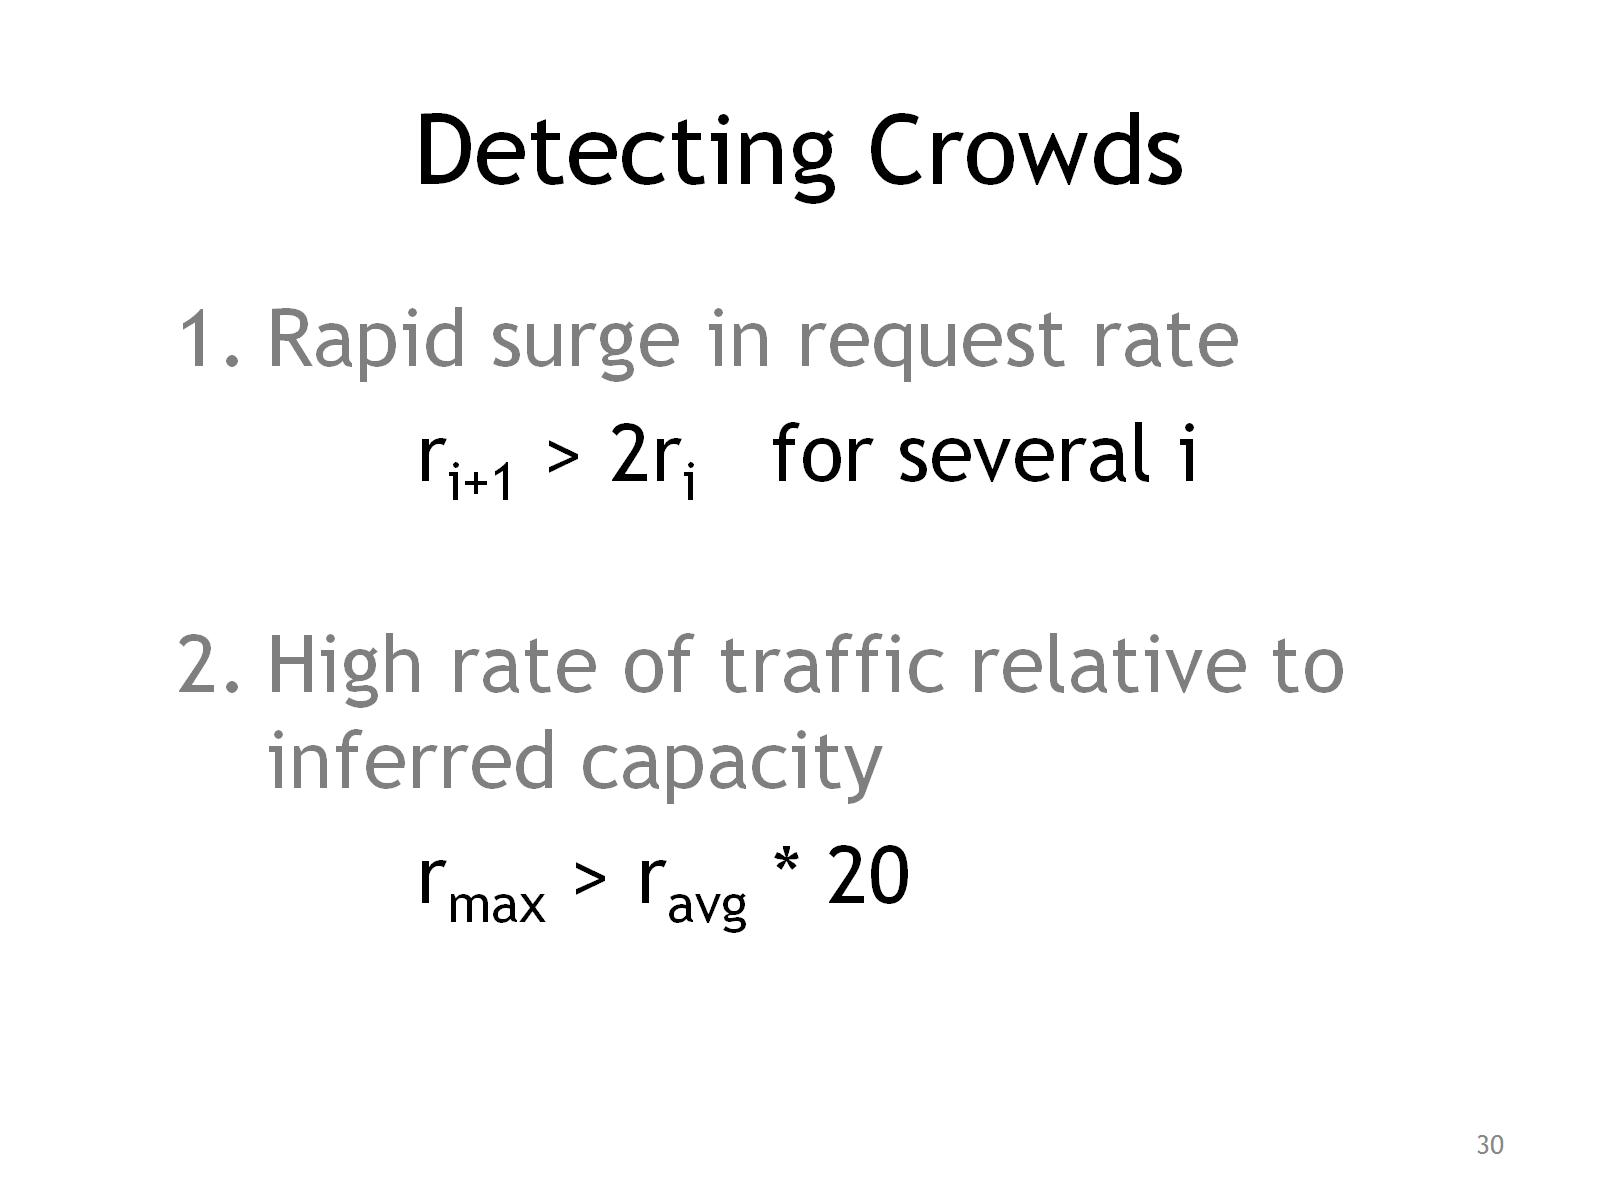 Detecting Crowds
1. Rapid surge in request rate
r_{i+1} > 2r_i for several i
2. High rate of traffic relative to
inferred capacity
r_{max} > r_{avg} * 20
30